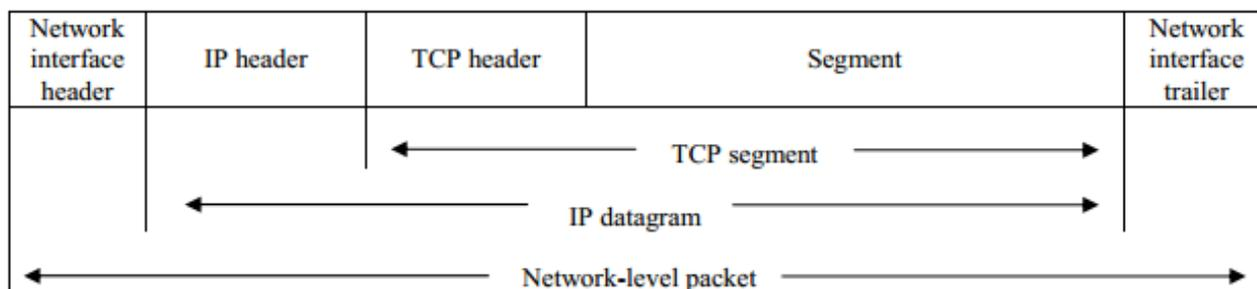 Network
interface
header
IP header
TCP header
Segment
Network
interface
trailer
TCP segment
IP datagram
Network-level packet